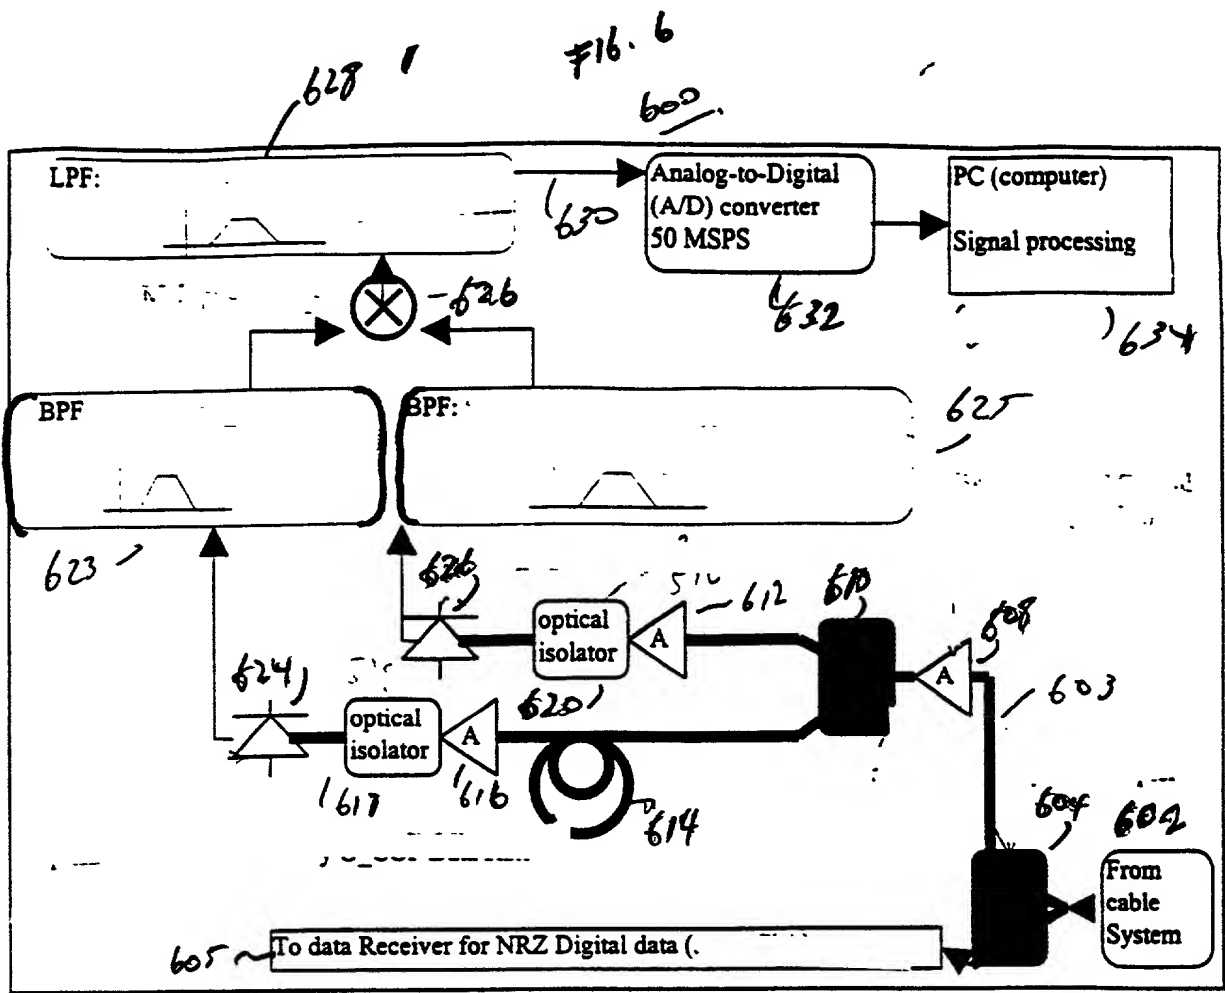 FIG. 6
628
600
LPF:
630
Analog-to-Digital
(A/D) converter
50 MSPS
PC (computer)
Signal processing
626
632
634
BPF
BPF:
625
623
626
optical
isolator
A
612
610
608
A
603
624
optical
isolator
620
A
616
614
604
602
From
cable
System
605
To data Receiver for NRZ Digital data (.